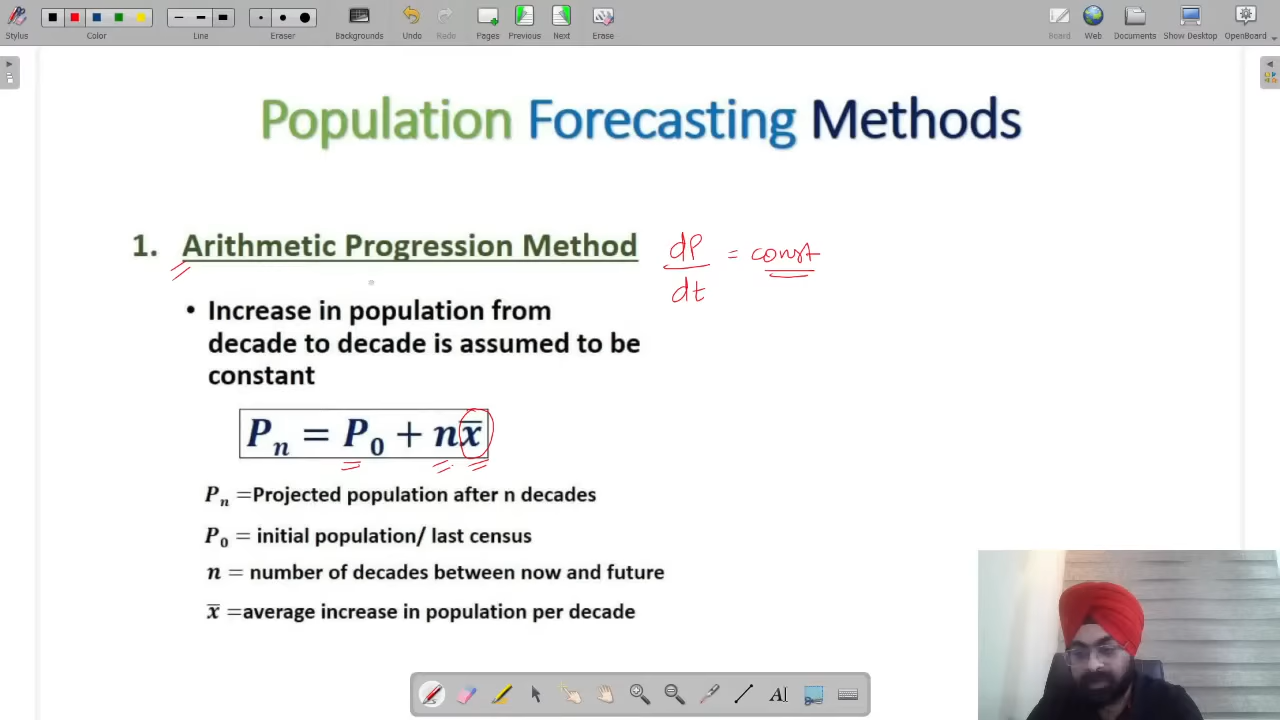 Stylus Color Line Eraser Backgrounds Undo Redo Pages Previous Next Erase Board Web Documents Show Desktop OpenBoard
Population Forecasting Methods
1. Arithmetic Progression Method
dP/dt = const
• Increase in population from
decade to decade is assumed to be
constant
Pₙ = P₀ + nx̅
Pₙ =Projected population after n decades
P₀ = initial population/ last census
n = number of decades between now and future
x̅ =average increase in population per decade